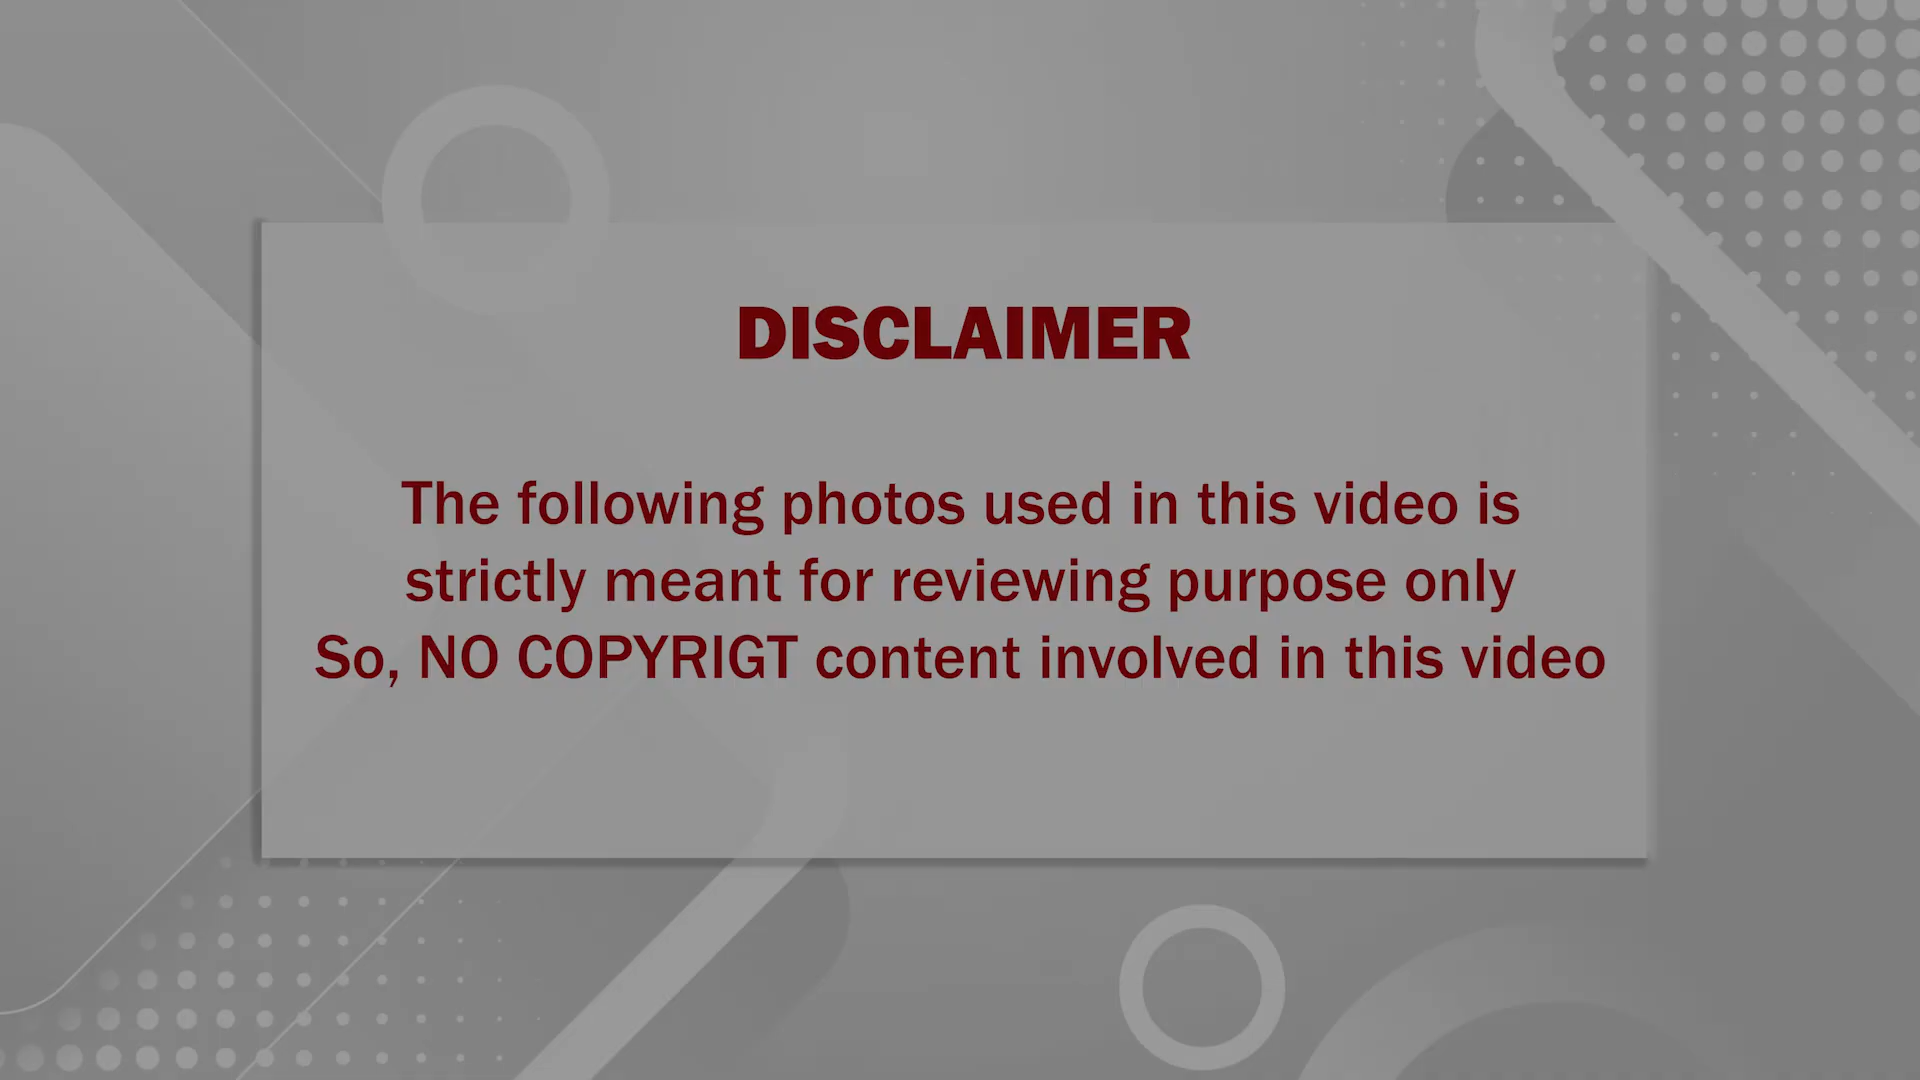 DISCLAIMER
The following photos used in this video is
strictly meant for reviewing purpose only
So, NO COPYRIGT content involved in this video